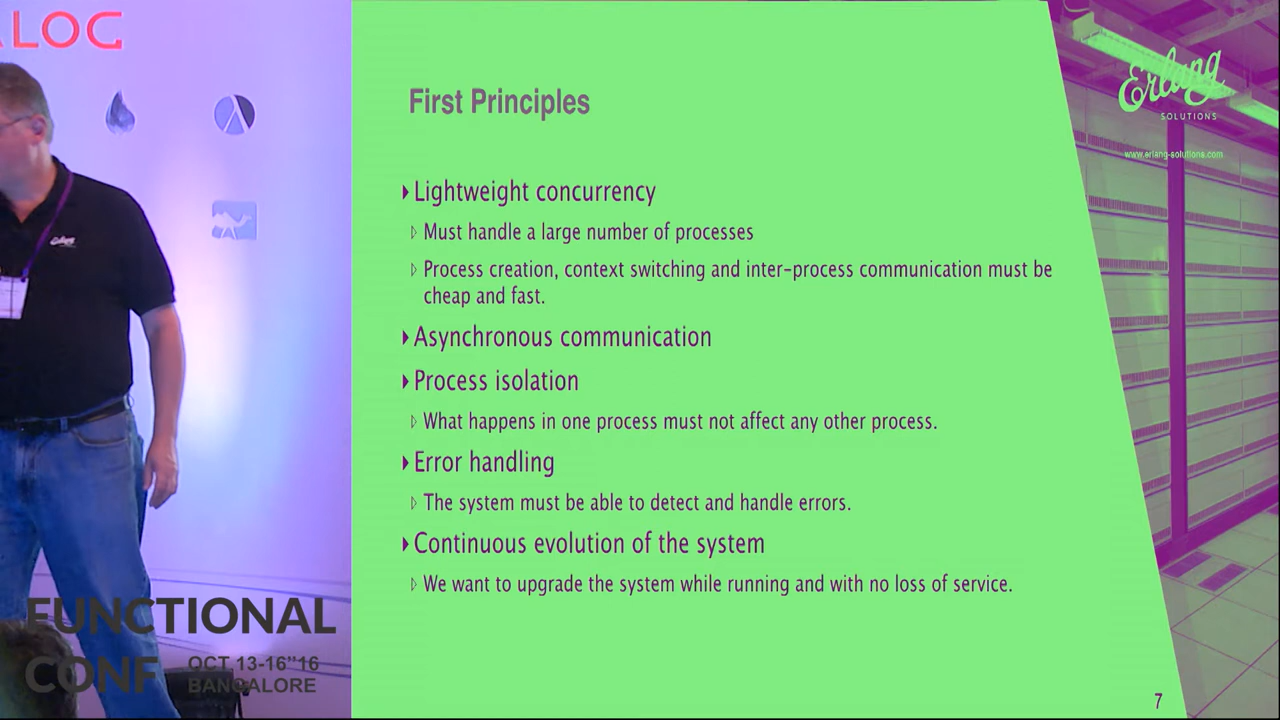 LOG
First Principles
Lightweight concurrency
Must handle a large number of processes
Process creation, context switching and inter-process communication must be
cheap and fast.
Asynchronous communication
Process isolation
What happens in one process must not affect any other process.
Error handling
The system must be able to detect and handle errors.
Continuous evolution of the system
We want to upgrade the system while running and with no loss of service.
7
Erlang
SOLUTIONS
www.erlang-solutions.com
Erlang
FUNCTIONAL
CONF
OCT 13-16”16
BANGALORE